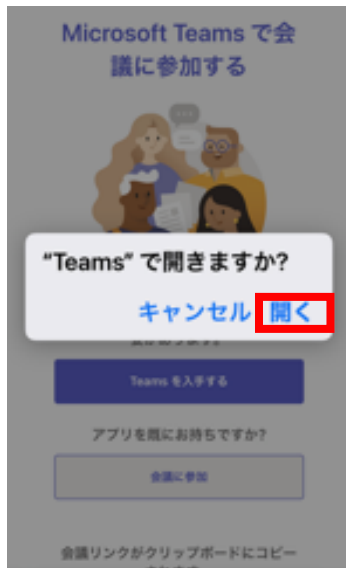 Microsoft Teams で会
議に参加する
"Teams" で開きますか?
キャンセル 開く
Teams を入手する
アプリを既にお持ちですか?
会議に参加
会議リンクがクリップボードにコピー